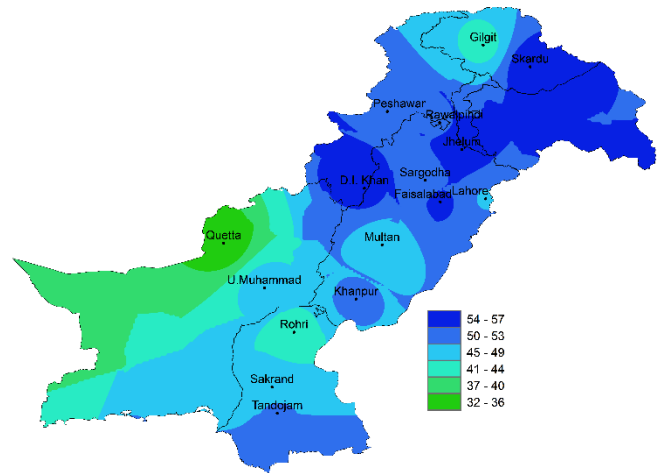 Gilgit
Skardu
Peshawar
Rawalpindi
Jhelum
D.I. Khan
Sargodha
Faisalabad
Lahore
Quetta
Multan
U.Muhammad
Khanpur
Rohri
Sakrand
Tandojam
54 - 57
50 - 53
45 - 49
41 - 44
37 - 40
32 - 36